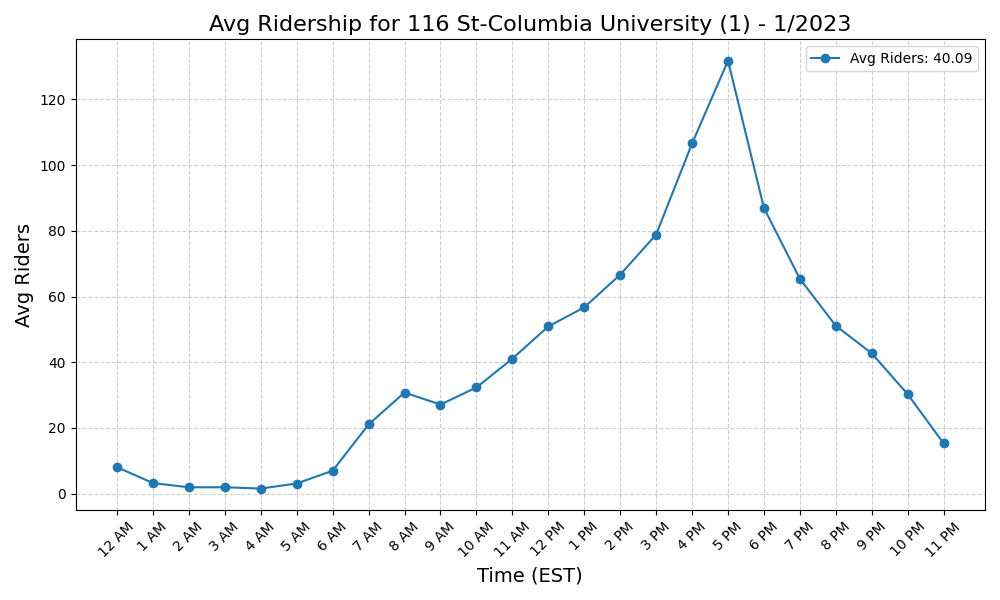 Avg Ridership for 116 St-Columbia University (1) - 1/2023
Avg Riders: 40.09
Avg Riders
120
100
80
60
40
20
0
12 AM
1 AM
2 AM
3 AM
4 AM
5 AM
6 AM
7 AM
8 AM
9 AM
10 AM
11 AM
12 PM
1 PM
2 PM
3 PM
4 PM
5 PM
6 PM
7 PM
8 PM
9 PM
10 PM
11 PM
Time (EST)